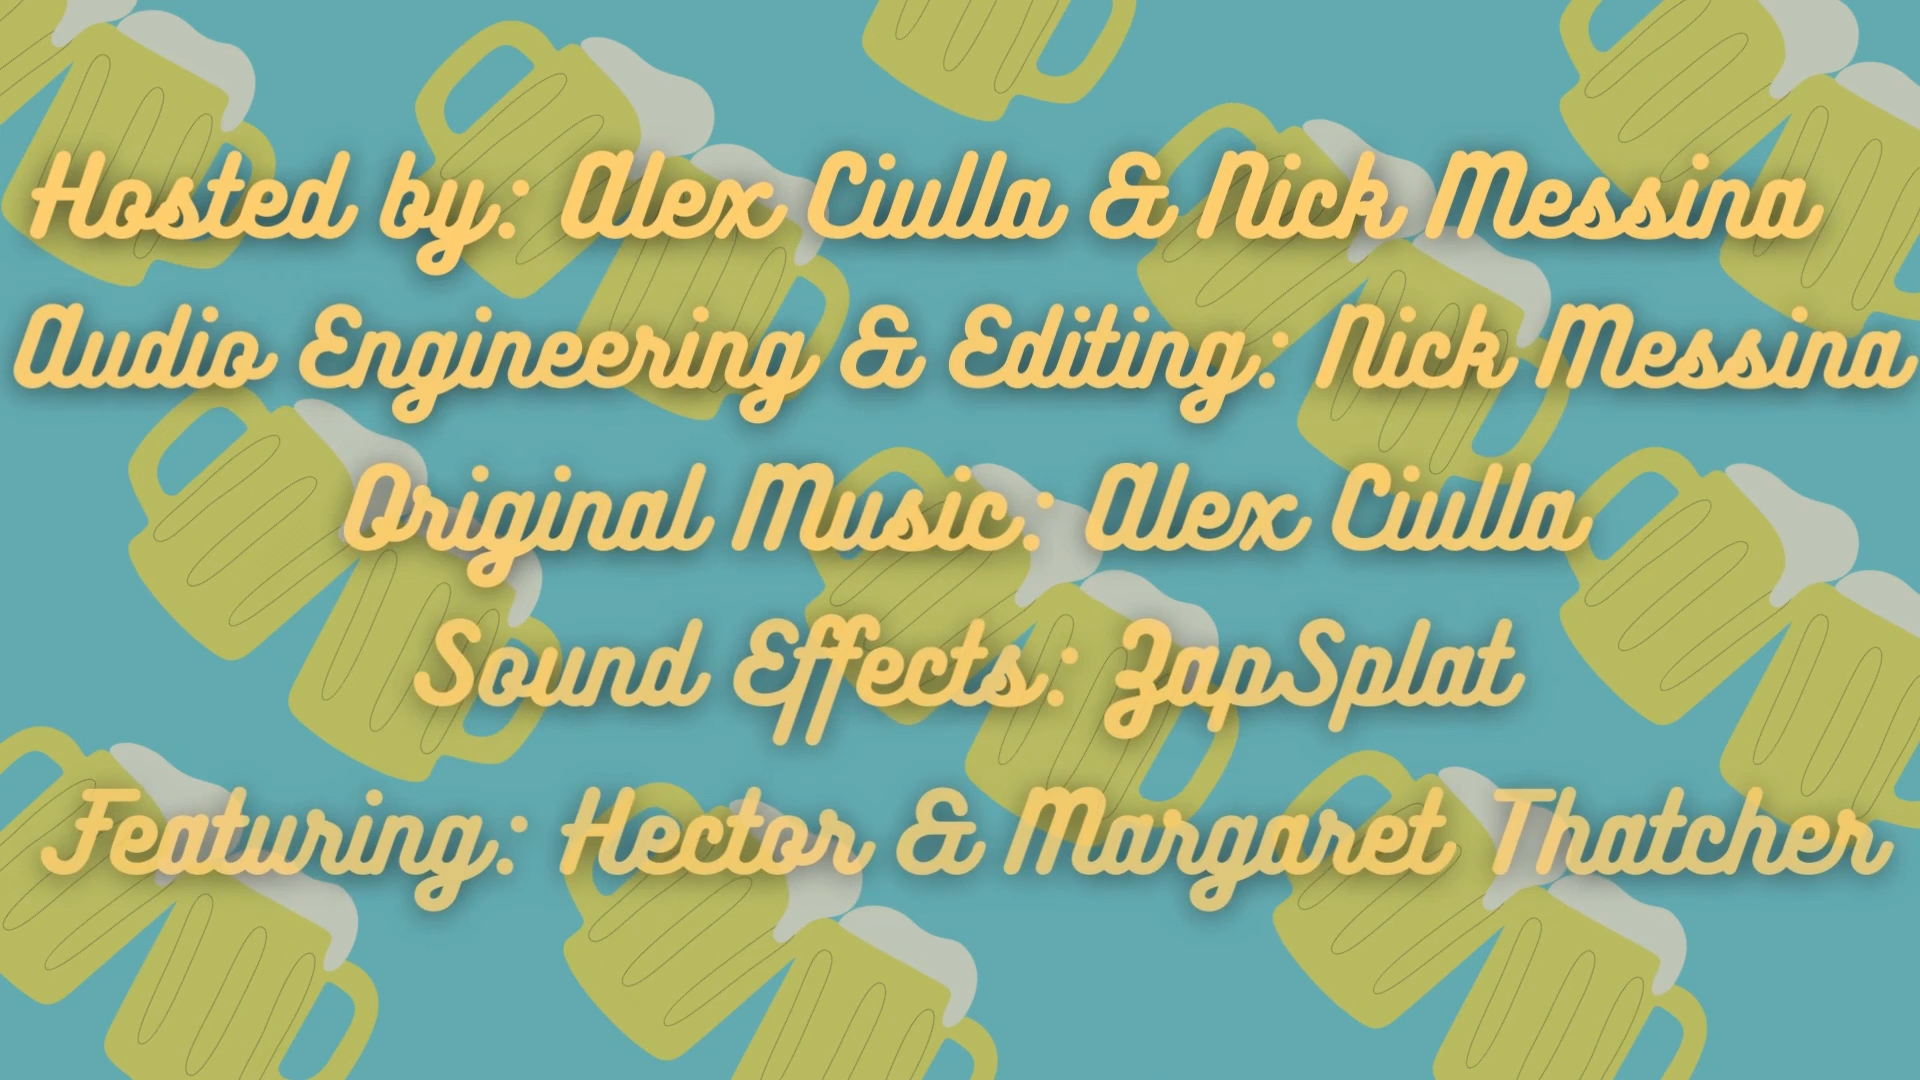 Hosted by: Alex Ciulla & Nick Messina
Audio Engineering & Editing: Nick Messina
Original Music: Alex Ciulla
Sound Effects: ZapSplat
Featuring: Hector & Margaret Thatcher